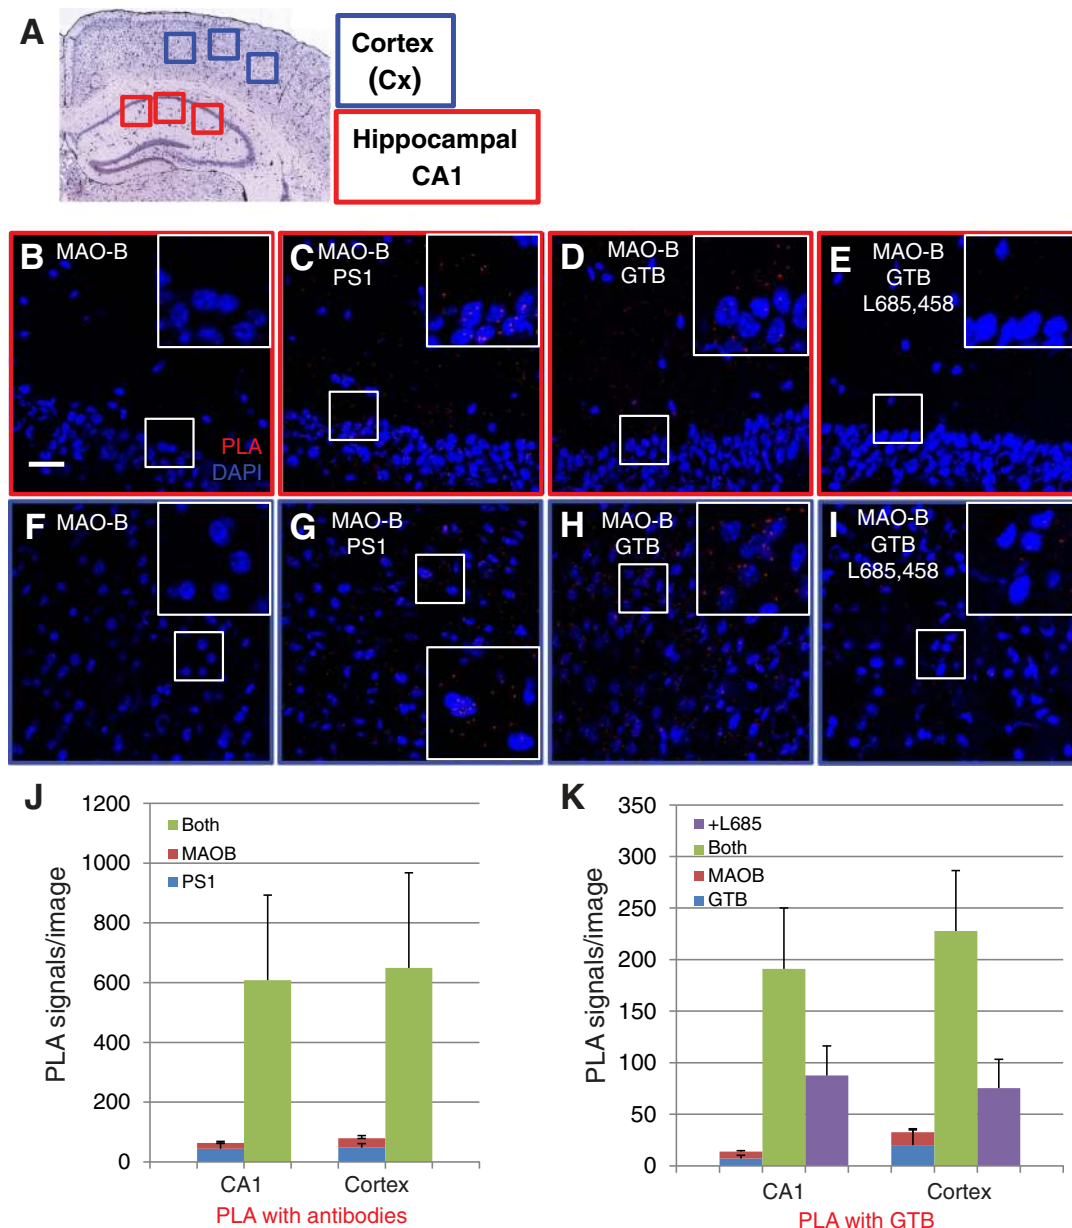 A
Cortex
(Cx)
Hippocampal
CA1
B
MAO-B
PLA
DAPI
C
MAO-B
PS1
D
MAO-B
GTB
E
MAO-B
GTB
L685,458
F
MAO-B
G
MAO-B
PS1
H
MAO-B
GTB
I
MAO-B
GTB
L685,458
J
PLA signals/image
1200
1000
800
600
400
200
0
Both
MAOB
PS1
CA1
Cortex
PLA with antibodies
K
PLA signals/image
350
300
250
200
150
100
50
0
+L685
Both
MAOB
GTB
CA1
Cortex
PLA with GTB